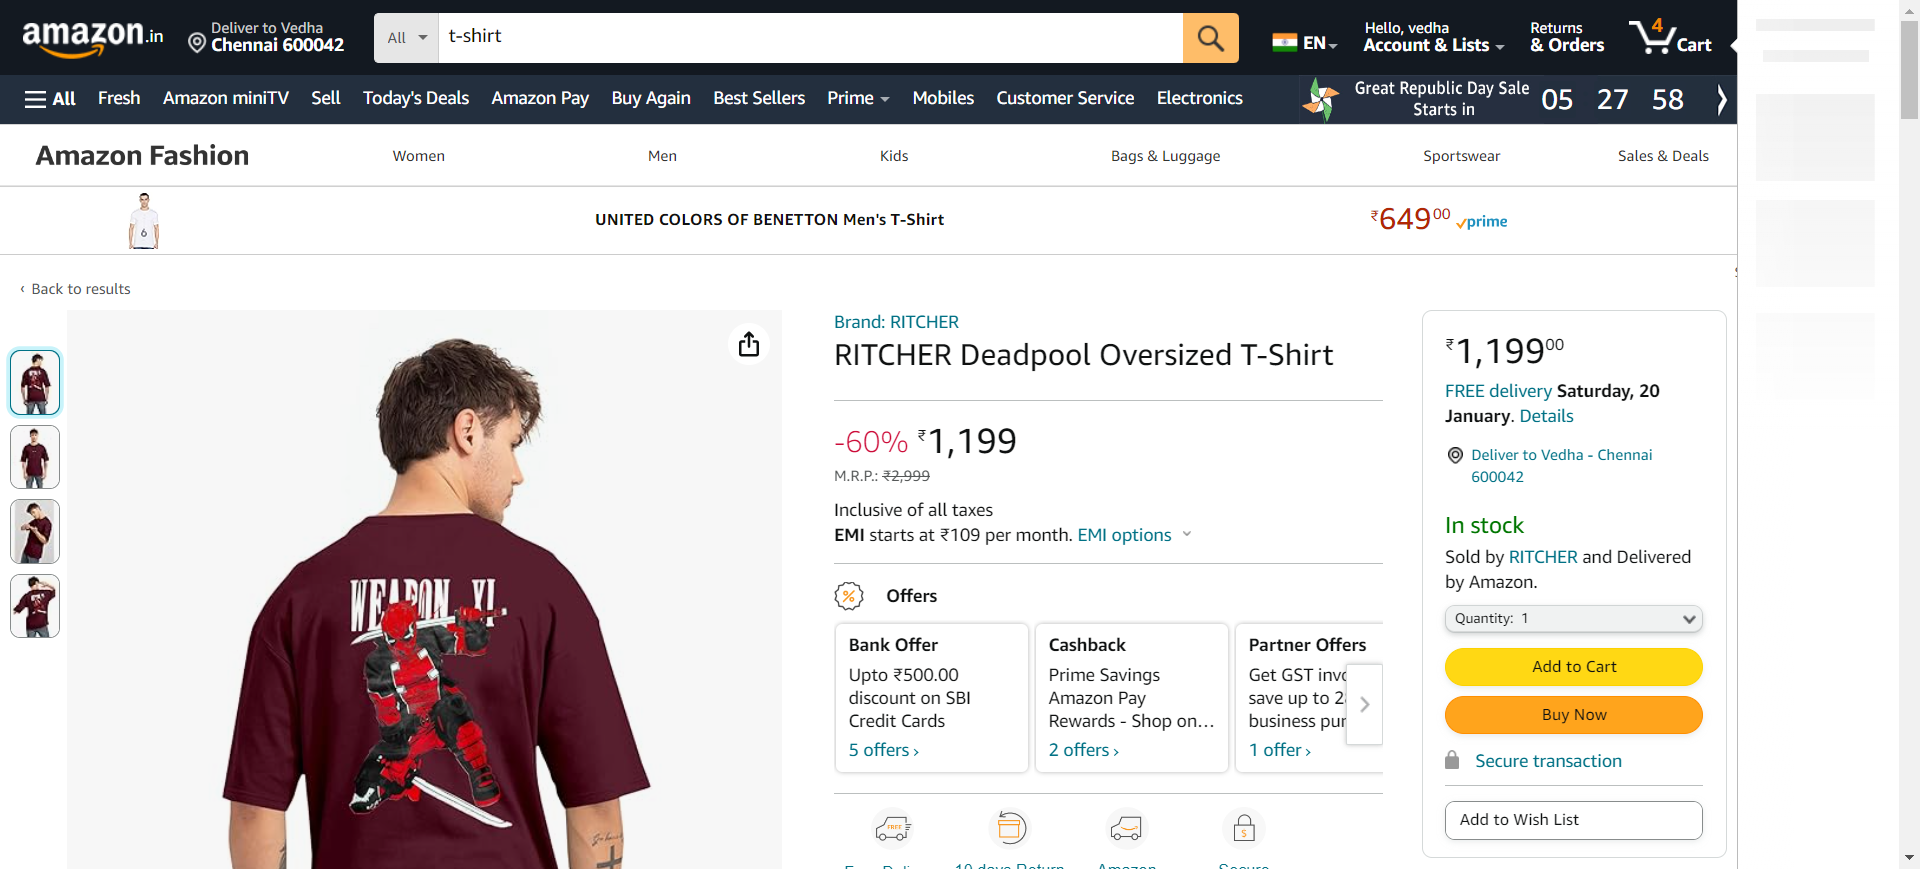 amazon.in
Deliver to Vedha
Chennai 600042
All
t-shirt
EN
Hello, vedha
Account & Lists
Returns
& Orders
4
Cart
All
Fresh
Amazon miniTV
Sell
Today's Deals
Amazon Pay
Buy Again
Best Sellers
Prime
Mobiles
Customer Service
Electronics
Great Republic Day Sale
Starts in
05 27 58
Amazon Fashion
Women
Men
Kids
Bags & Luggage
Sportswear
Sales & Deals
6
UNITED COLORS OF BENETTON Men's T-Shirt
₹64900
prime
‹ Back to results
WEAPON XI
Brand: RITCHER
RITCHER Deadpool Oversized T-Shirt
-60% ₹1,199
M.R.P.: ₹2,999
Inclusive of all taxes
EMI starts at ₹109 per month. EMI options
%
Offers
Bank Offer
Upto ₹500.00
discount on SBI
Credit Cards
5 offers ›
Cashback
Prime Savings
Amazon Pay
Rewards - Shop on...
2 offers ›
Partner Offers
Get GST
save up to
business
1 offer ›
FREE
$
10 days Return
Amazon
Secure
₹1,19900
FREE delivery Saturday, 20
January. Details
Deliver to Vedha - Chennai
600042
In stock
Sold by RITCHER and Delivered
by Amazon.
Quantity: 1
Add to Cart
Buy Now
Secure transaction
Add to Wish List